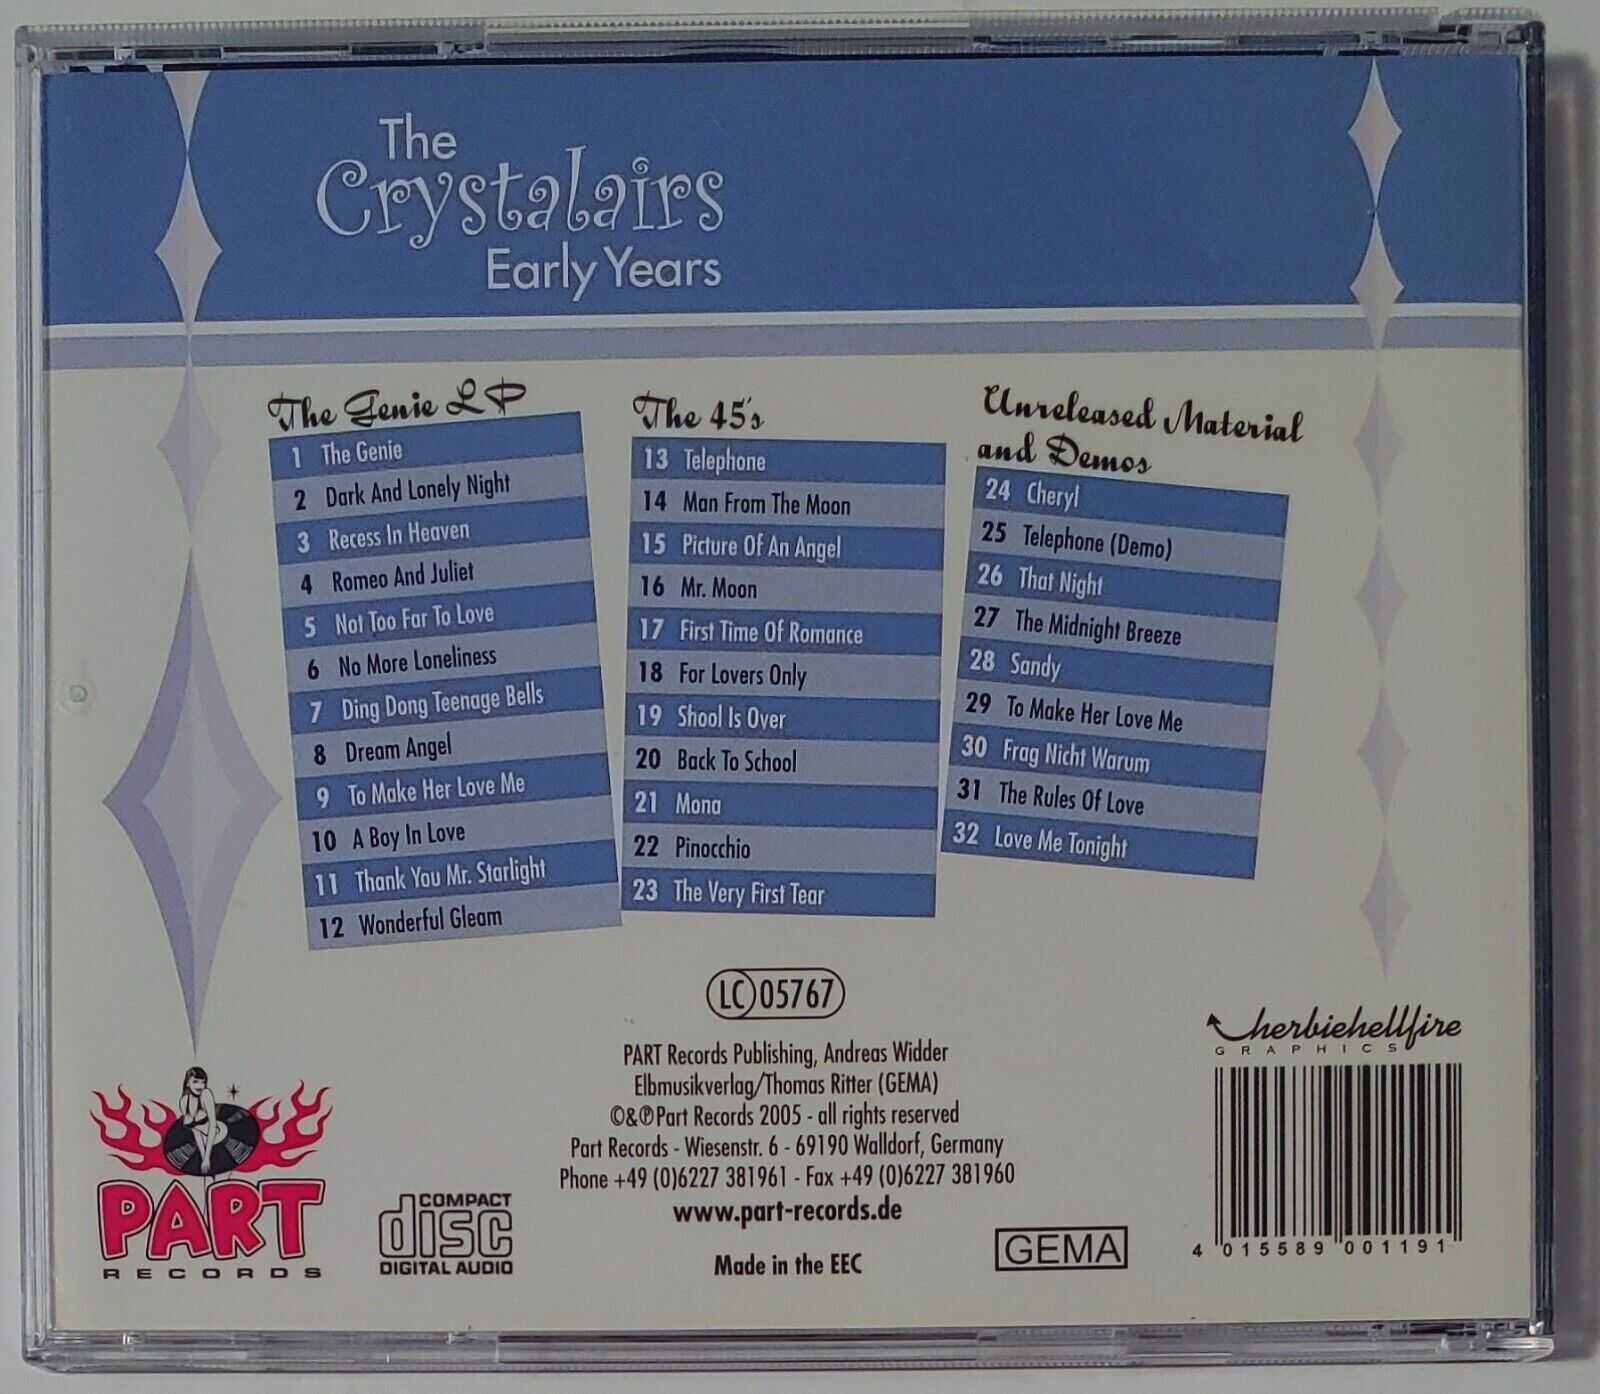 The
Crystalairs
Early Years
The Genie LP
1 The Genie
2 Dark And Lonely Night
3 Recess In Heaven
4 Romeo And Juliet
5 Not Too Far To Love
6 No More Loneliness
7 Ding Dong Teenage Bells
8 Dream Angel
9 To Make Her Love Me
10 A Boy In Love
11 Thank You Mr. Starlight
12 Wonderful Gleam
The 45's
13 Telephone
14 Man From The Moon
15 Picture Of An Angel
16 Mr. Moon
17 First Time Of Romance
18 For Lovers Only
19 Shool Is Over
20 Back To School
21 Mona
22 Pinocchio
23 The Very First Tear
Unreleased Material
and Demos
24 Cheryl
25 Telephone (Demo)
26 That Night
27 The Midnight Breeze
28 Sandy
29 To Make Her Love Me
30 Frag Nicht Warum
31 The Rules Of Love
32 Love Me Tonight
LC 05767
PART Records Publishing, Andreas Widder
Elbmusikverlag/Thomas Ritter (GEMA)
©&℗Part Records 2005 - all rights reserved
Part Records - Wiesenstr. 6 - 69190 Walldorf, Germany
Phone +49 (0)6227 381961 - Fax +49 (0)6227 381960
www.part-records.de
Made in the EEC
PART
RECORDS
COMPACT
disc
DIGITAL AUDIO
GEMA
herbiehellfire
GRAPHICS
4 015589 001191